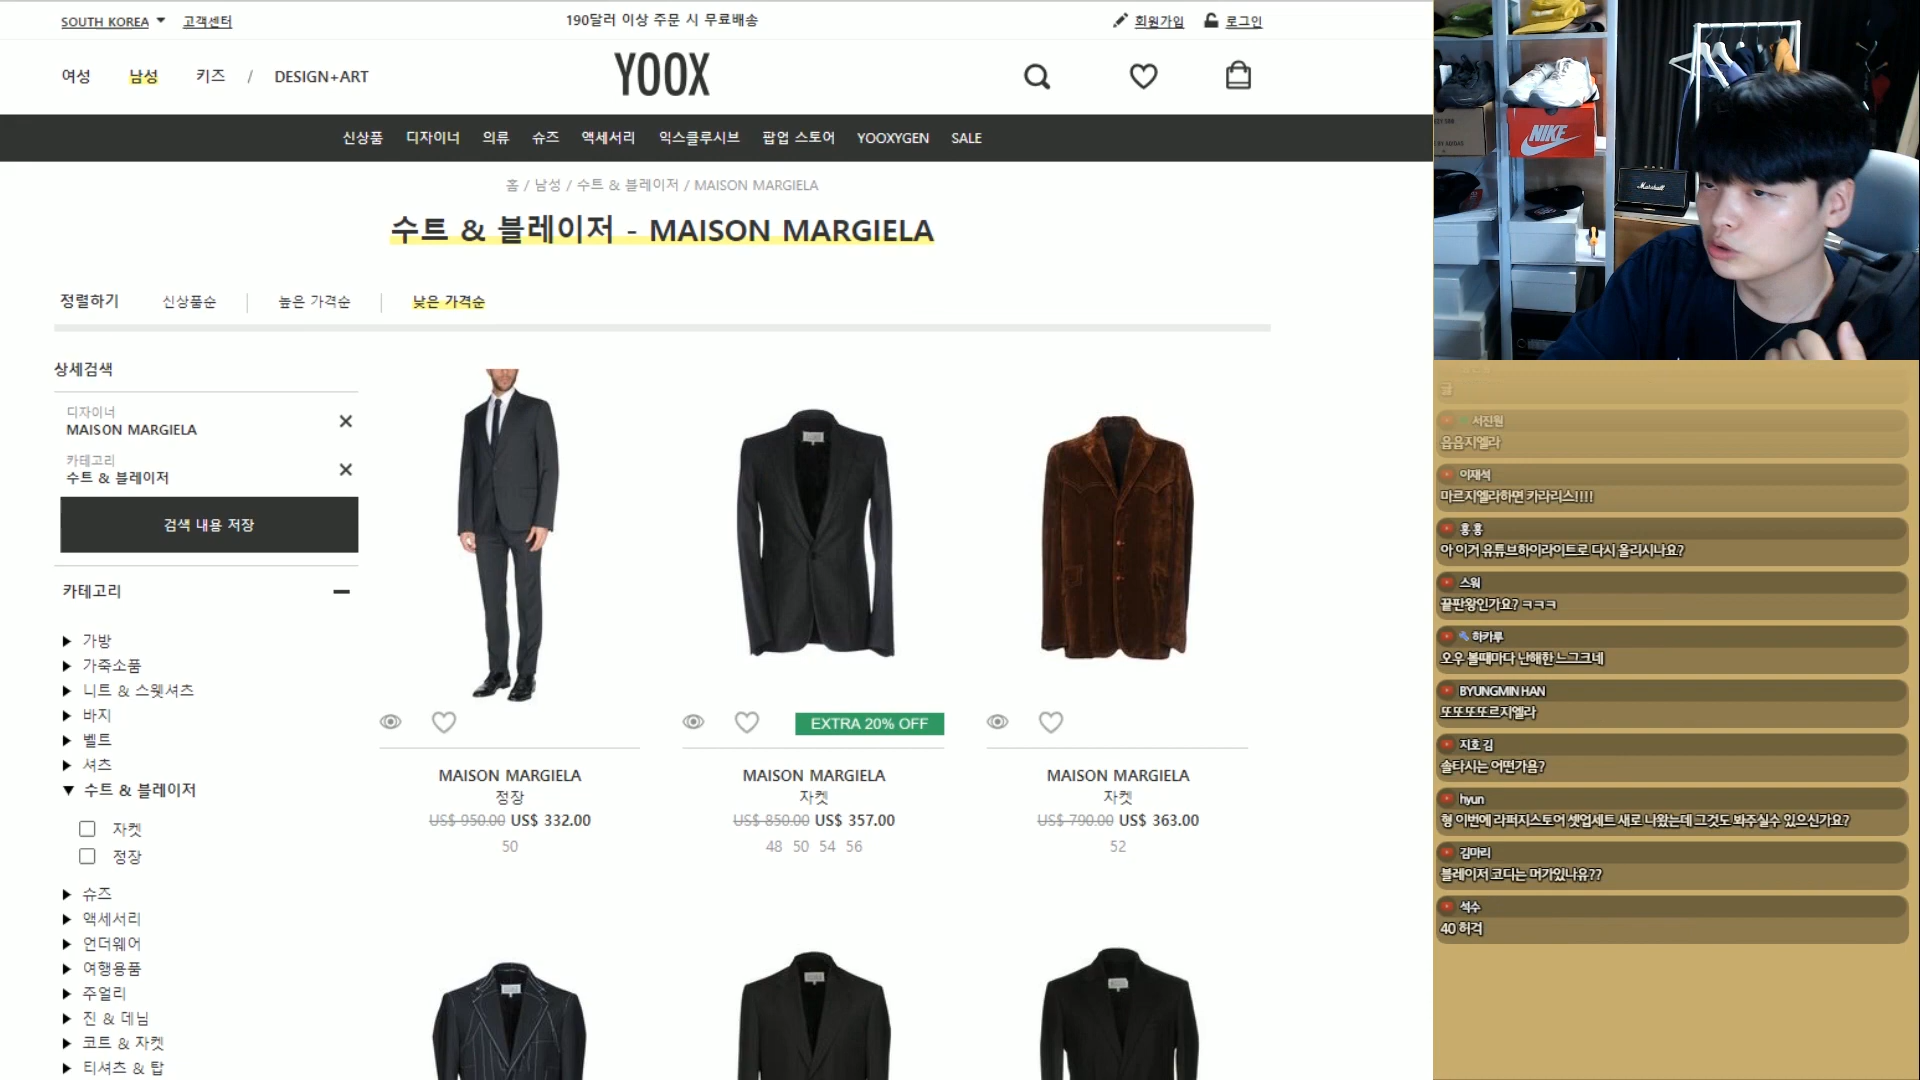 SOUTH KOREA 고객센터
190달러 이상 주문 시 무료배송
회원가입 로그인
여성 남성 키즈 / DESIGN+ART
YOOX
신상품 디자이너 의류 슈즈 액세서리 익스클루시브 팝업 스토어 YOOXYGEN SALE
홈 / 남성 / 수트 & 블레이저 / MAISON MARGIELA
수트 & 블레이저 - MAISON MARGIELA
정렬하기 신상품순 높은 가격순 낮은 가격순
상세검색
디자이너
MAISON MARGIELA
카테고리
수트 & 블레이저
검색 내용 저장
카테고리
가방
가죽소품
니트 & 스웻셔츠
바지
벨트
셔츠
수트 & 블레이저
자켓
정장
슈즈
액세서리
언더웨어
여행용품
주얼리
진 & 데님
코트 & 자켓
티셔츠 & 탑
MAISON MARGIELA
정장
US$ 950.00 US$ 332.00
50
EXTRA 20% OFF
MAISON MARGIELA
자켓
US$ 850.00 US$ 357.00
48 50 54 56
MAISON MARGIELA
자켓
US$ 790.00 US$ 363.00
52
NIKE
Marshall
글
서진원
음음지엘라
이재석
마르지엘라하면 카라리스!!!!
홍홍
아 이거 유튜브하이라이트로 다시 올리시나요?
스워
끝판왕인가요? ㅋㅋㅋ
하카루
오우 볼때마다 난해한 느그크네
BYUNGMIN HAN
또또또또르지엘라
지호 김
솔타시는 어떤가욤?
hyun
형 이번에 라퍼지스토어 셋업세트 새로 나왔는데 그것도 봐주실수 있으신가요?
김마리
블레이저 코디는 머가있나유??
석수
40 허걱